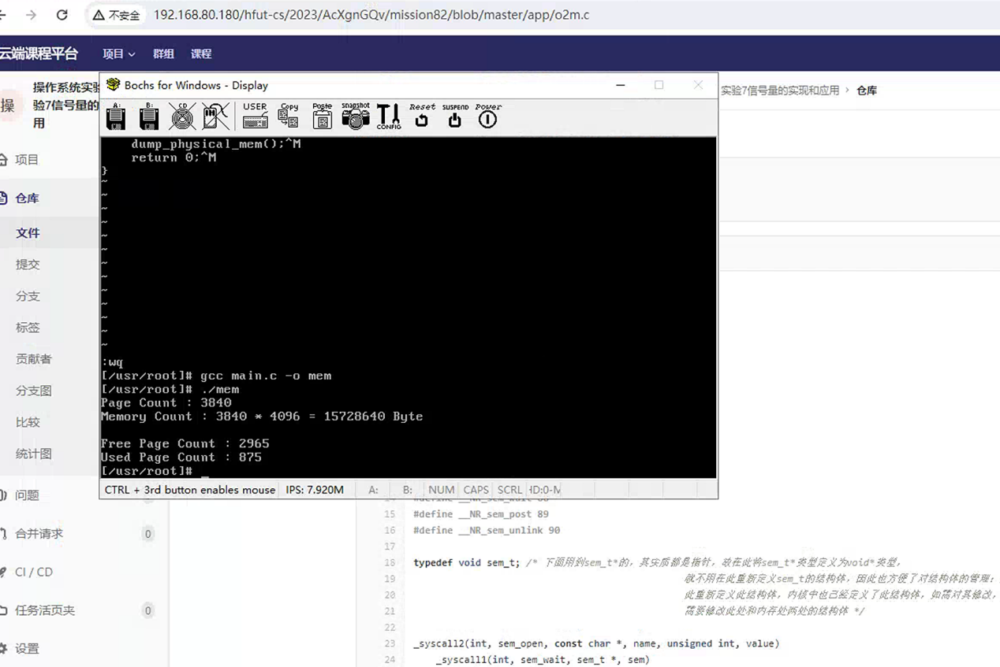 不安全 192.168.80.180/hfut-cs/2023/AcXgnGQv/mission82/blob/master/app/o2m.c
云端课程平台 项目 群组 课程
操
操作系统实验
验7信号量的
用
实验7信号量的实现和应用 › 仓库
项目
仓库
文件
提交
分支
标签
贡献者
分支图
比较
统计图
问题
合并请求 0
CI / CD
任务活页夹 0
设置
Bochs for Windows - Display
A: B: CD USER Copy Paste snapshot CONFIG Reset SUSPEND Power
dump_physical_mem();^M
return 0;^M
}
~
~
~
~
~
~
~
~
~
~
~
~
~
:wq
[/usr/root]# gcc main.c -o mem
[/usr/root]# ./mem
Page Count : 3840
Memory Count : 3840 * 4096 = 15728640 Byte
Free Page Count : 2965
Used Page Count : 875
[/usr/root]# _
CTRL + 3rd button enables mouse IPS: 7.920M A: B: NUM CAPS SCRL HD:0-M
15 #define __NR_sem_post 89
16 #define __NR_sem_unlink 90
17
18 typedef void sem_t; /* 下面用到sem_t*的，其实质都是指针，故在此将sem_t*类型定义为void*类型，
19 就不用在此重新定义sem_t的结构体，因此也方便了对结构体的管理：
20 此重新定义此结构体，内核中也已经定义了此结构体，如需对其修改，
21 需要修改此处和内存处两处的结构体 */
22
23 _syscall2(int, sem_open, const char *, name, unsigned int, value)
24 _syscall1(int, sem_wait, sem_t *, sem)